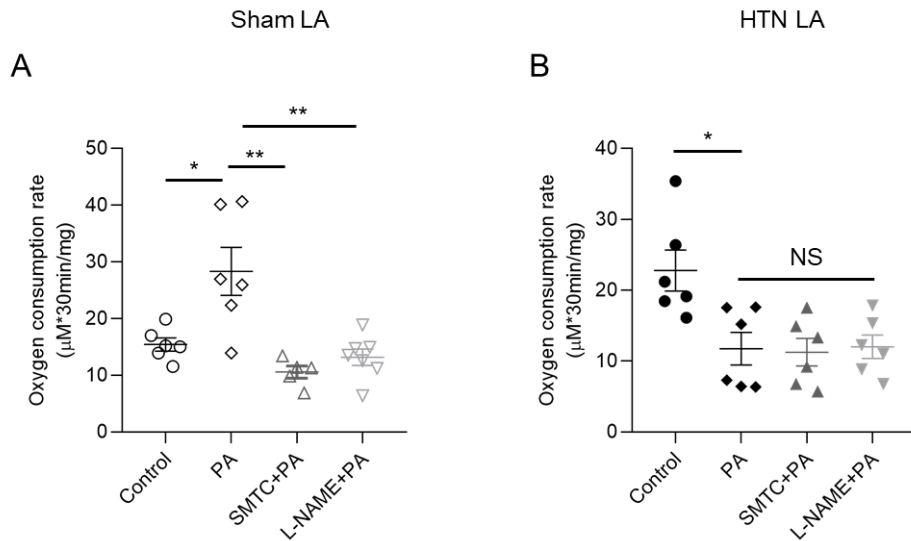 Sham LA
HTN LA
A
B
Oxygen consumption rate
(µM*30min/mg)
50
40
30
20
10
0
*
**
**
Control
PA
SMTC+PA
L-NAME+PA
Oxygen consumption rate
(µM*30min/mg)
40
30
20
10
0
*
NS
Control
PA
SMTC+PA
L-NAME+PA